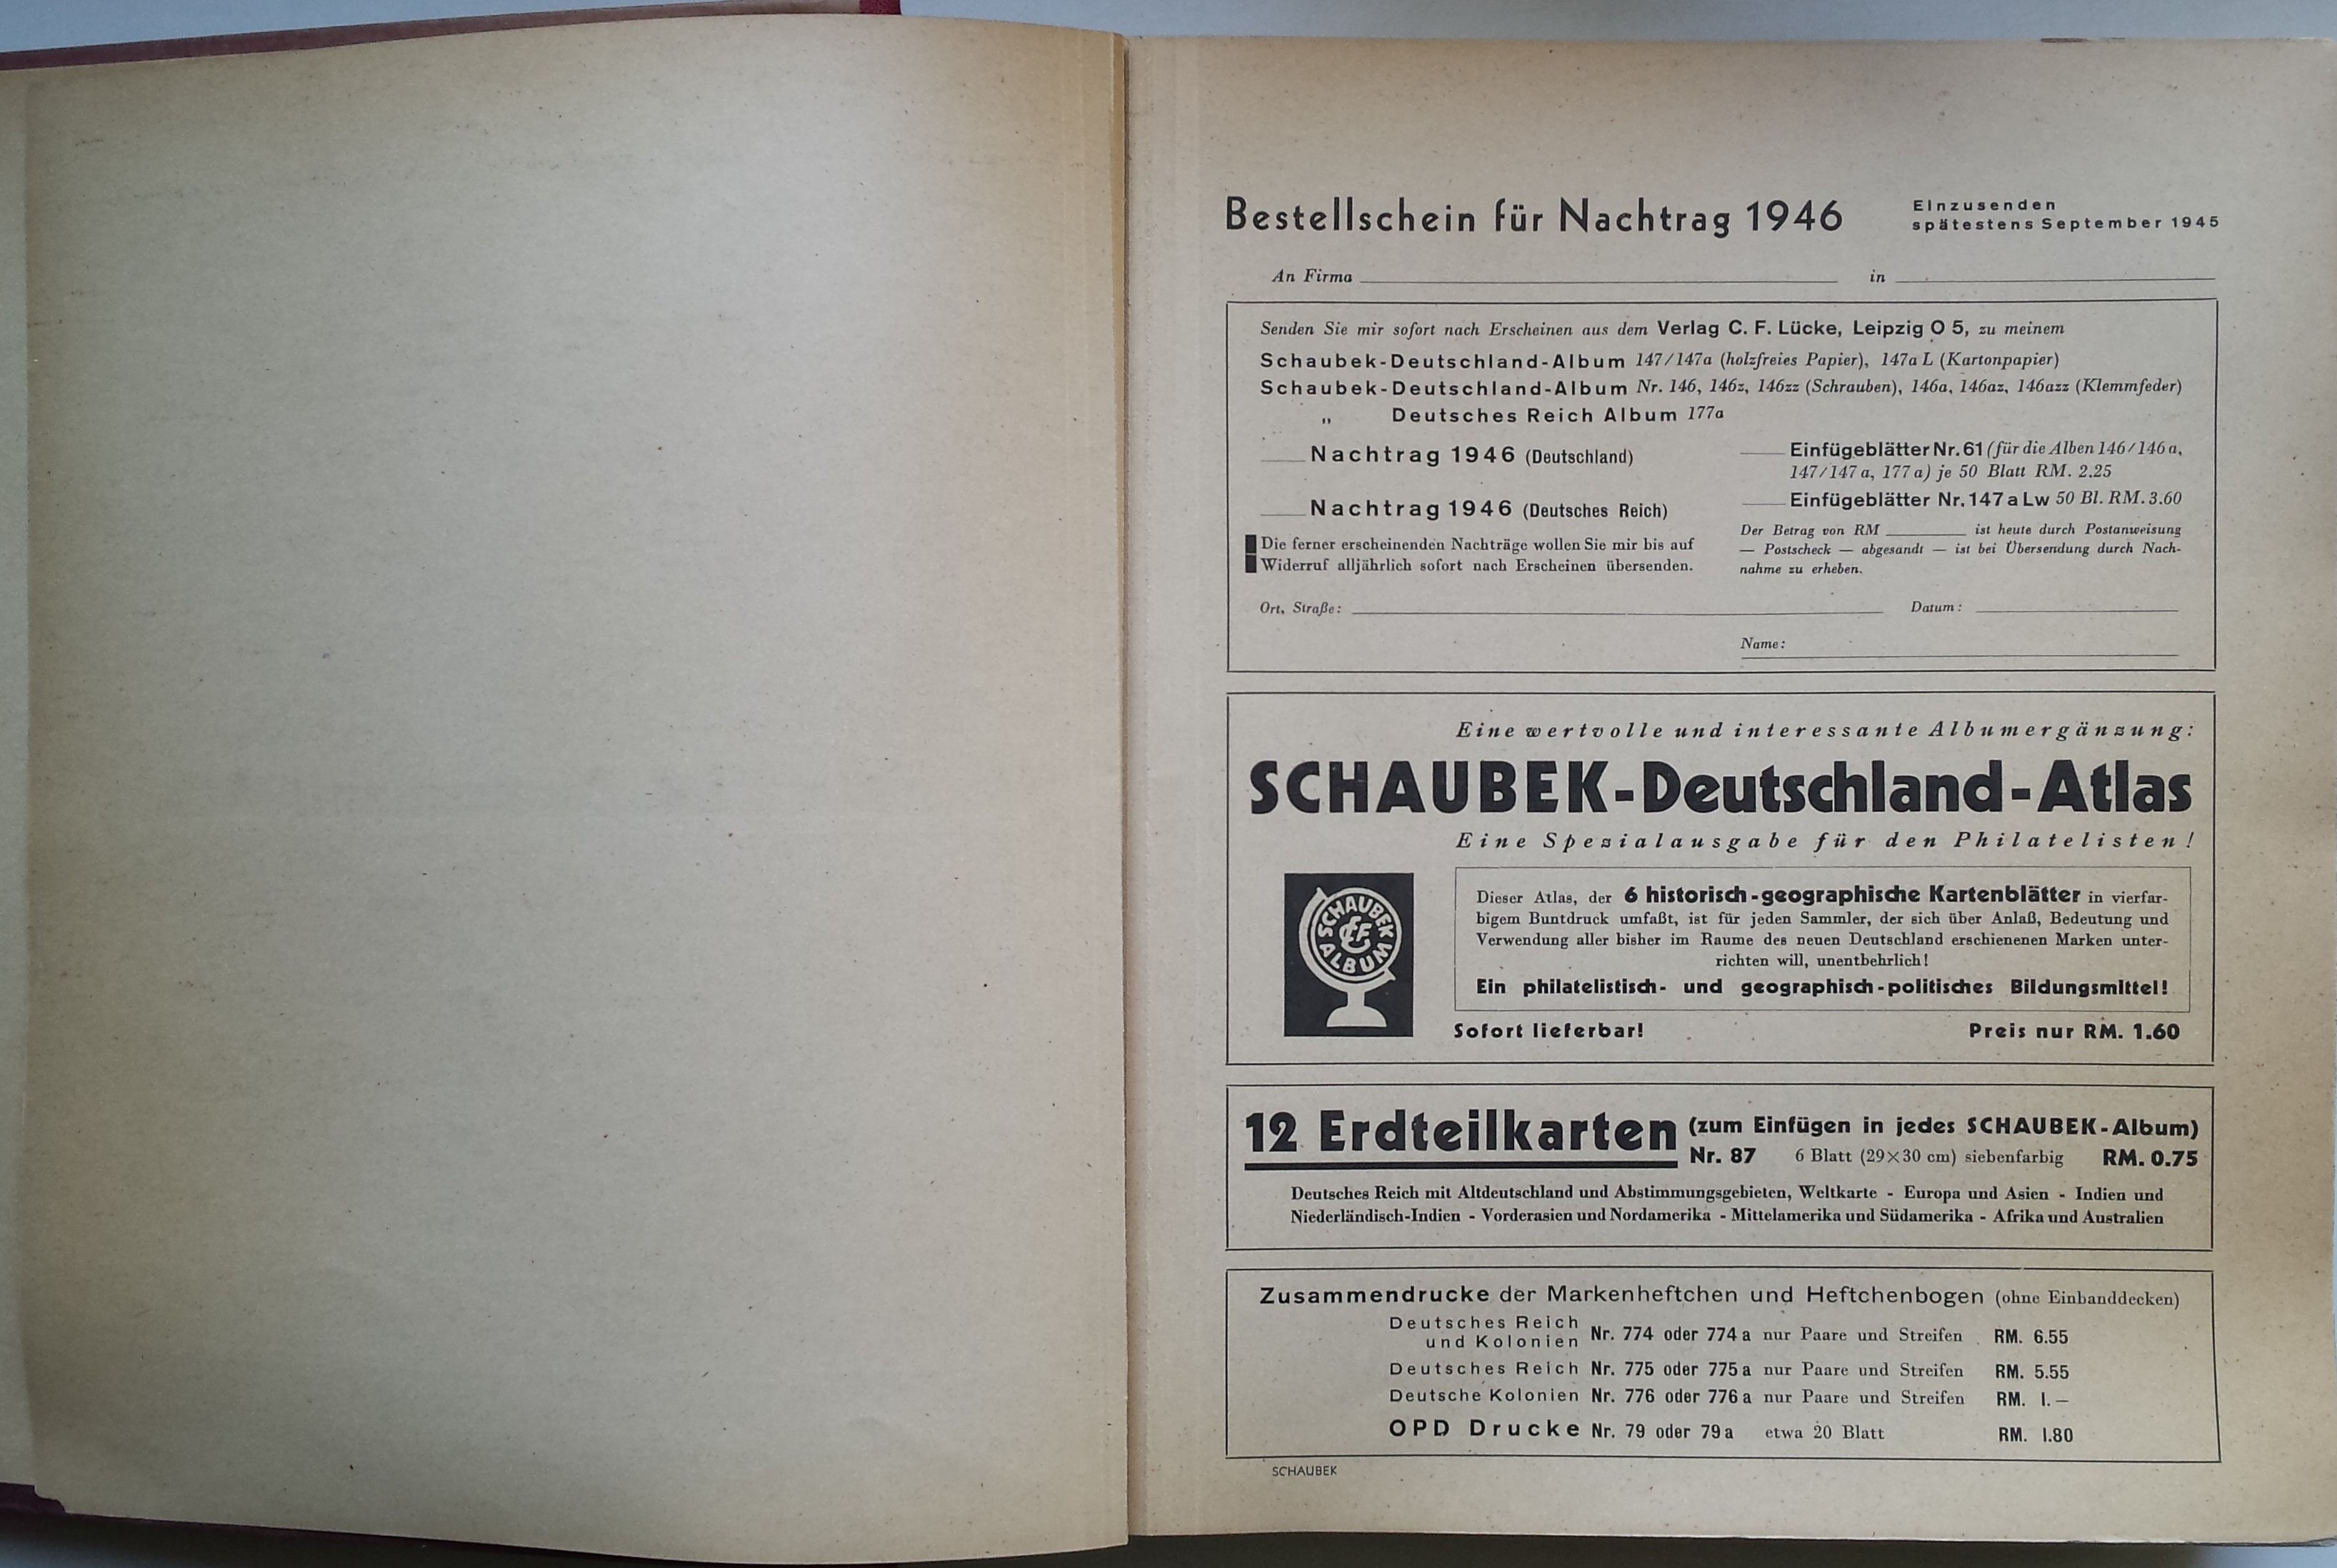 Bestellschein für Nachtrag 1946
Einzusenden
spätestens September 1945
An Firma in
Senden Sie mir sofort nach Erscheinen aus dem Verlag C. F. Lücke, Leipzig O 5, zu meinem
Schaubek-Deutschland-Album 147/147a (holzfreies Papier), 147a L (Kartonpapier)
Schaubek-Deutschland-Album Nr. 146, 146z, 146zz (Schrauben), 146a, 146az, 146azz (Klemmfeder)
„ Deutsches Reich Album 177a
Nachtrag 1946 (Deutschland)
Nachtrag 1946 (Deutsches Reich)
Die ferner erscheinenden Nachträge wollen Sie mir bis auf
Widerruf alljährlich sofort nach Erscheinen übersenden.
Einfügeblätter Nr. 61 (für die Alben 146/146a,
147/147a, 177a) je 50 Blatt RM. 2.25
Einfügeblätter Nr. 147 a Lw 50 Bl. RM. 3.60
Der Betrag von RM ist heute durch Postanweisung
— Postscheck — abgesandt — ist bei Übersendung durch Nach-
nahme zu erheben.
Ort, Straße: Datum:
Name:
Eine wertvolle und interessante Albumergänzung:
SCHAUBEK-Deutschland-Atlas
Eine Spezialausgabe für den Philatelisten!
SCHAUBEK
CFL
ALBUM
Dieser Atlas, der 6 historisch-geographische Kartenblätter in vierfar-
bigem Buntdruck umfaßt, ist für jeden Sammler, der sich über Anlaß, Bedeutung und
Verwendung aller bisher im Raume des neuen Deutschland erschienenen Marken unter-
richten will, unentbehrlich!
Ein philatelistisch- und geographisch-politisches Bildungsmittel!
Sofort lieferbar! Preis nur RM. 1.60
12 Erdteilkarten (zum Einfügen in jedes SCHAUBEK-Album)
Nr. 87 6 Blatt (29×30 cm) siebenfarbig RM. 0.75
Deutsches Reich mit Altdeutschland und Abstimmungsgebieten, Weltkarte - Europa und Asien - Indien und
Niederländisch-Indien - Vorderasien und Nordamerika - Mittelamerika und Südamerika - Afrika und Australien
Zusammendrucke der Markenheftchen und Heftchenbogen (ohne Einbanddecken)
Deutsches Reich
und Kolonien Nr. 774 oder 774 a nur Paare und Streifen RM. 6.55
Deutsches Reich Nr. 775 oder 775 a nur Paare und Streifen RM. 5.55
Deutsche Kolonien Nr. 776 oder 776 a nur Paare und Streifen RM. 1.—
OPD Drucke Nr. 79 oder 79 a etwa 20 Blatt RM. 1.80
SCHAUBEK